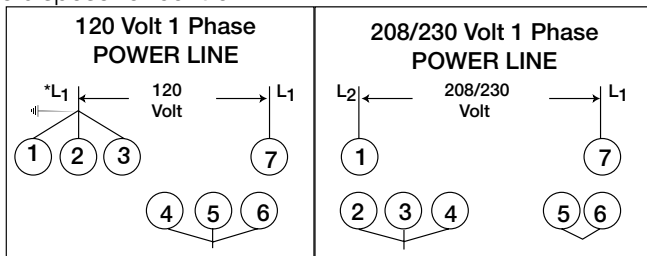 120 Volt 1 Phase
POWER LINE
*L1 120 Volt L1
1 2 3 7
4 5 6
208/230 Volt 1 Phase
POWER LINE
L2 208/230 Volt L1
1 7
2 3 4 5 6